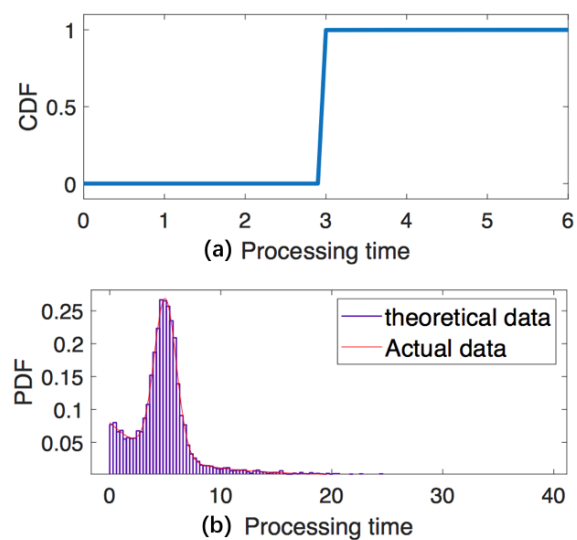 1
0.5
0
CDF
0 1 2 3 4 5 6
(a) Processing time
0.25
0.2
0.15
0.1
0.05
PDF
theoretical data
Actual data
0 10 20 30 40
(b) Processing time